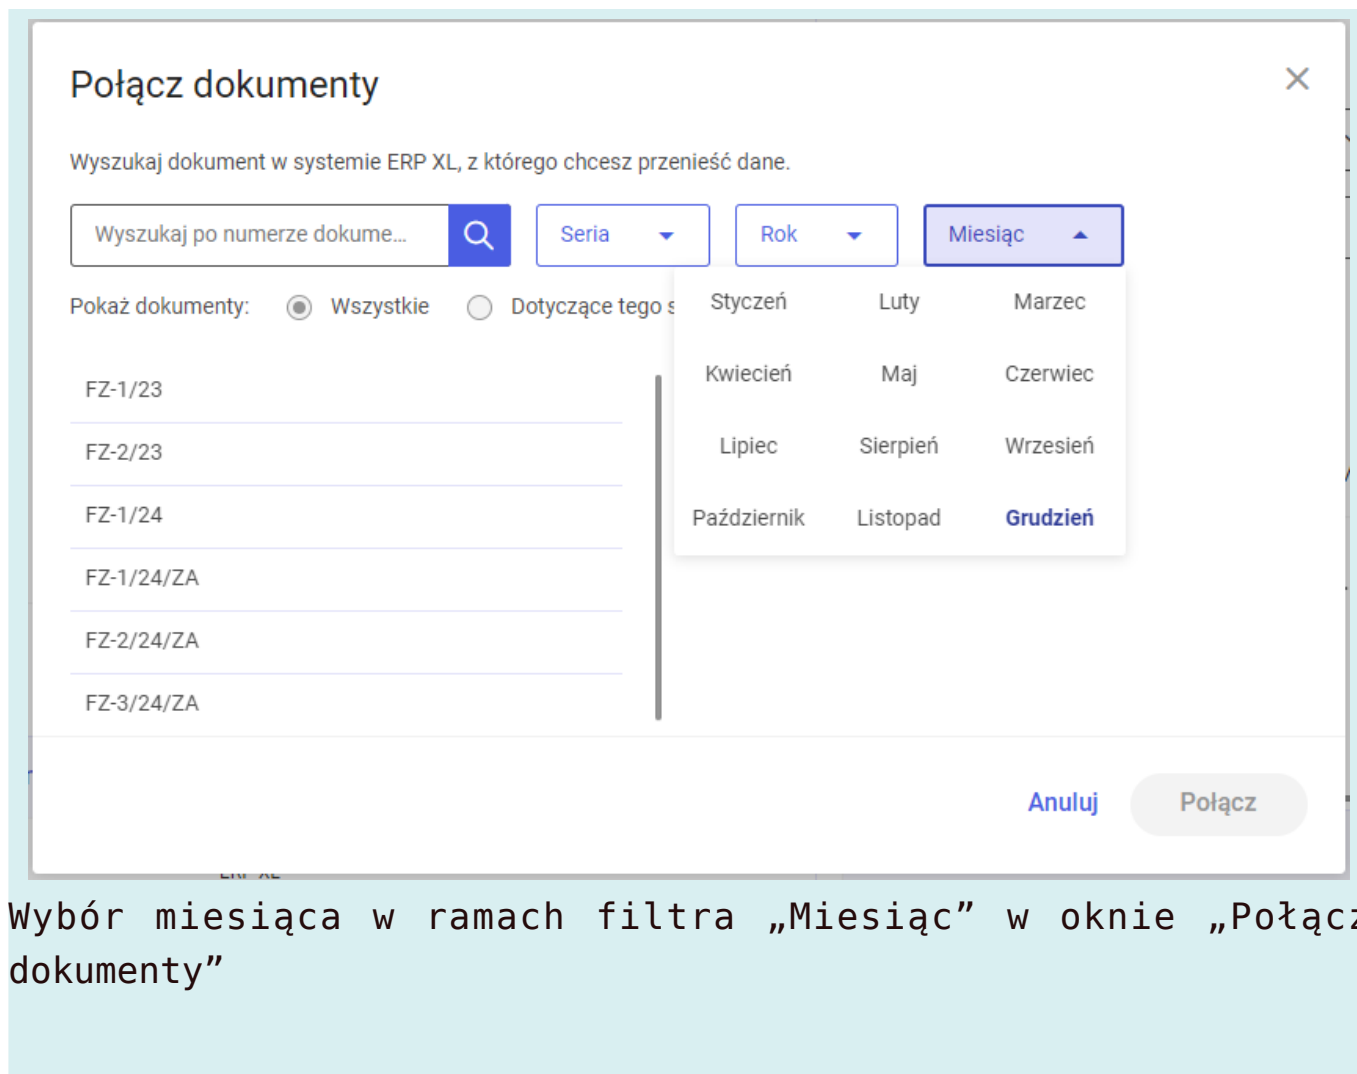 Połącz dokumenty
Wyszukaj dokument w systemie ERP XL, z którego chcesz przenieść dane.
Wyszukaj po numerze dokume...
Seria
Rok
Miesiąc
Pokaż dokumenty: Wszystkie Dotyczące tego
Styczeń Luty Marzec
Kwiecień Maj Czerwiec
Lipiec Sierpień Wrzesień
Październik Listopad Grudzień
FZ-1/23
FZ-2/23
FZ-1/24
FZ-1/24/ZA
FZ-2/24/ZA
FZ-3/24/ZA
Anuluj Połącz
Wybór miesiąca w ramach filtra „Miesiąc” w oknie „Połącz
dokumenty”